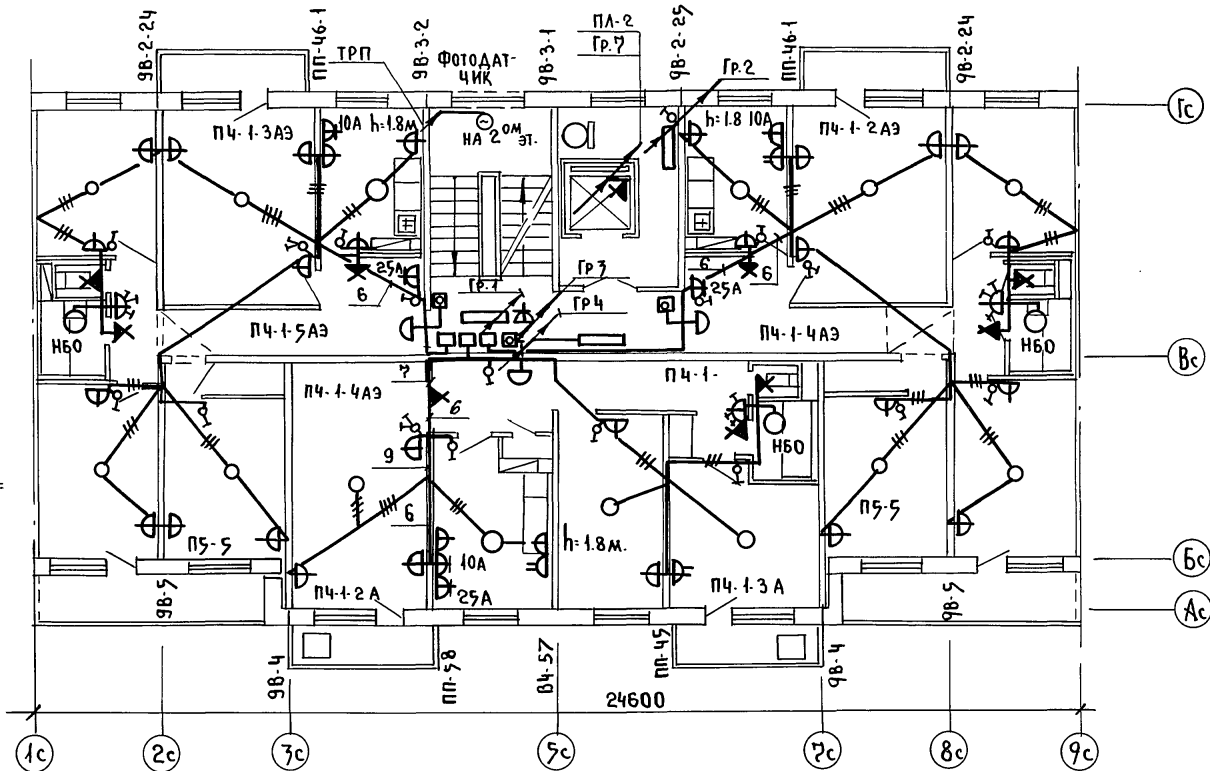 9В-2-24
ПП-46-1
9В-3-2
9В-3-1
9В-2-25
ПП-46-1
9В-2-24
ТРП
ФОТОДАТ-
ЧИК
ПЛ-2
Гр.7
Гр.2
Гс
П4-1-3АЭ
10А h=1.8м
НА 2ОМ ЭТ.
h=1.8 10А
П4-1-2АЭ
25А
6
6
6
25А
Гр.1
Гр3
Гр4
П4-1-5АЭ
П4-1-4АЭ
НБО
НБО
Вс
П4-1-4АЭ
7
П4-1-
6
НБО
9
6
П5-5
П5-5
h=1.8м.
10А
25А
П4-1-2А
П4-1-3А
Бс
Ас
9В-5
9В-4
ПП-58
В4-57
ПП-45
9В-4
9В-5
24600
1с
2с
3с
5с
7с
8с
9с